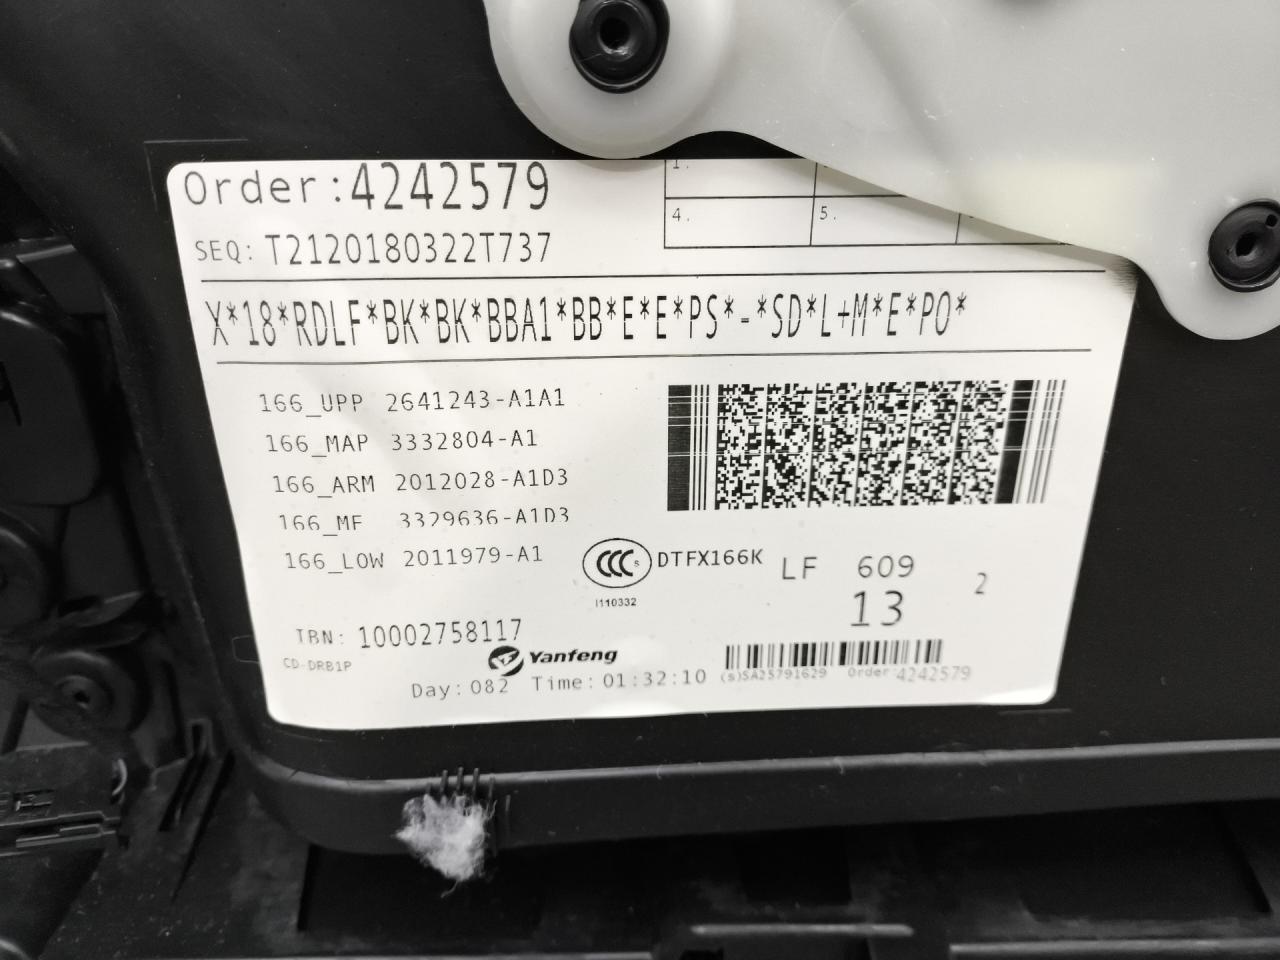 Order:4242579
1.
4.
5.
SEQ: T2120180322T737
X*18*RDLF*BK*BK*BBA1*BB*E*E*PS*-*SD*L+M*E*PO*
166_UPP 2641243-A1A1
166_MAP 3332804-A1
166_ARM 2012028-A1D3
166_MF 3329636-A1D3
166_LOW 2011979-A1
CCC S
I110332
DTFX166K
LF 609
2
13
TBN: 10002758117
CD-DRB1P
Yanfeng
Day:082 Time:01:32:10
(s)SA25791629 Order:4242579